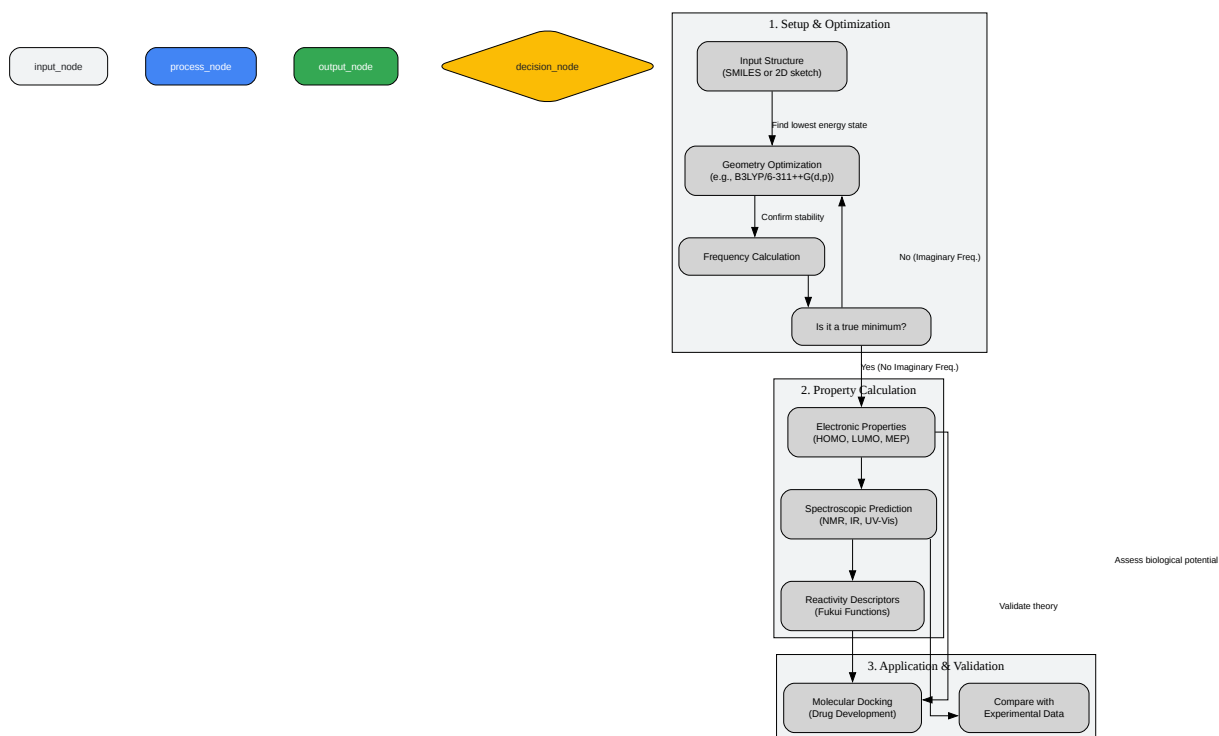 input_node
process_node
output_node
decision_node
1. Setup & Optimization
Input Structure
(SMILES or 2D sketch)
Find lowest energy state
Geometry Optimization
(e.g., B3LYP/6-311++G(d,p))
Confirm stability
Frequency Calculation
No (Imaginary Freq.)
Is it a true minimum?
Yes (No Imaginary Freq.)
2. Property Calculation
Electronic Properties
(HOMO, LUMO, MEP)
Spectroscopic Prediction
(NMR, IR, UV-Vis)
Assess biological potential
Reactivity Descriptors
(Fukui Functions)
Validate theory
3. Application & Validation
Molecular Docking
(Drug Development)
Compare with
Experimental Data